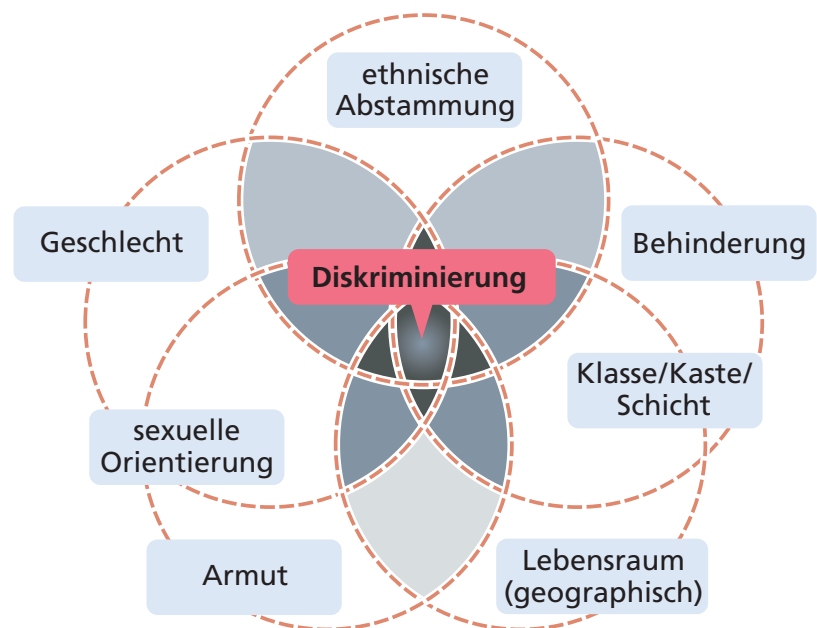 ethnische
Abstammung
Geschlecht
Behinderung
Diskriminierung
Klasse/Kaste/
Schicht
sexuelle
Orientierung
Armut
Lebensraum
(geographisch)